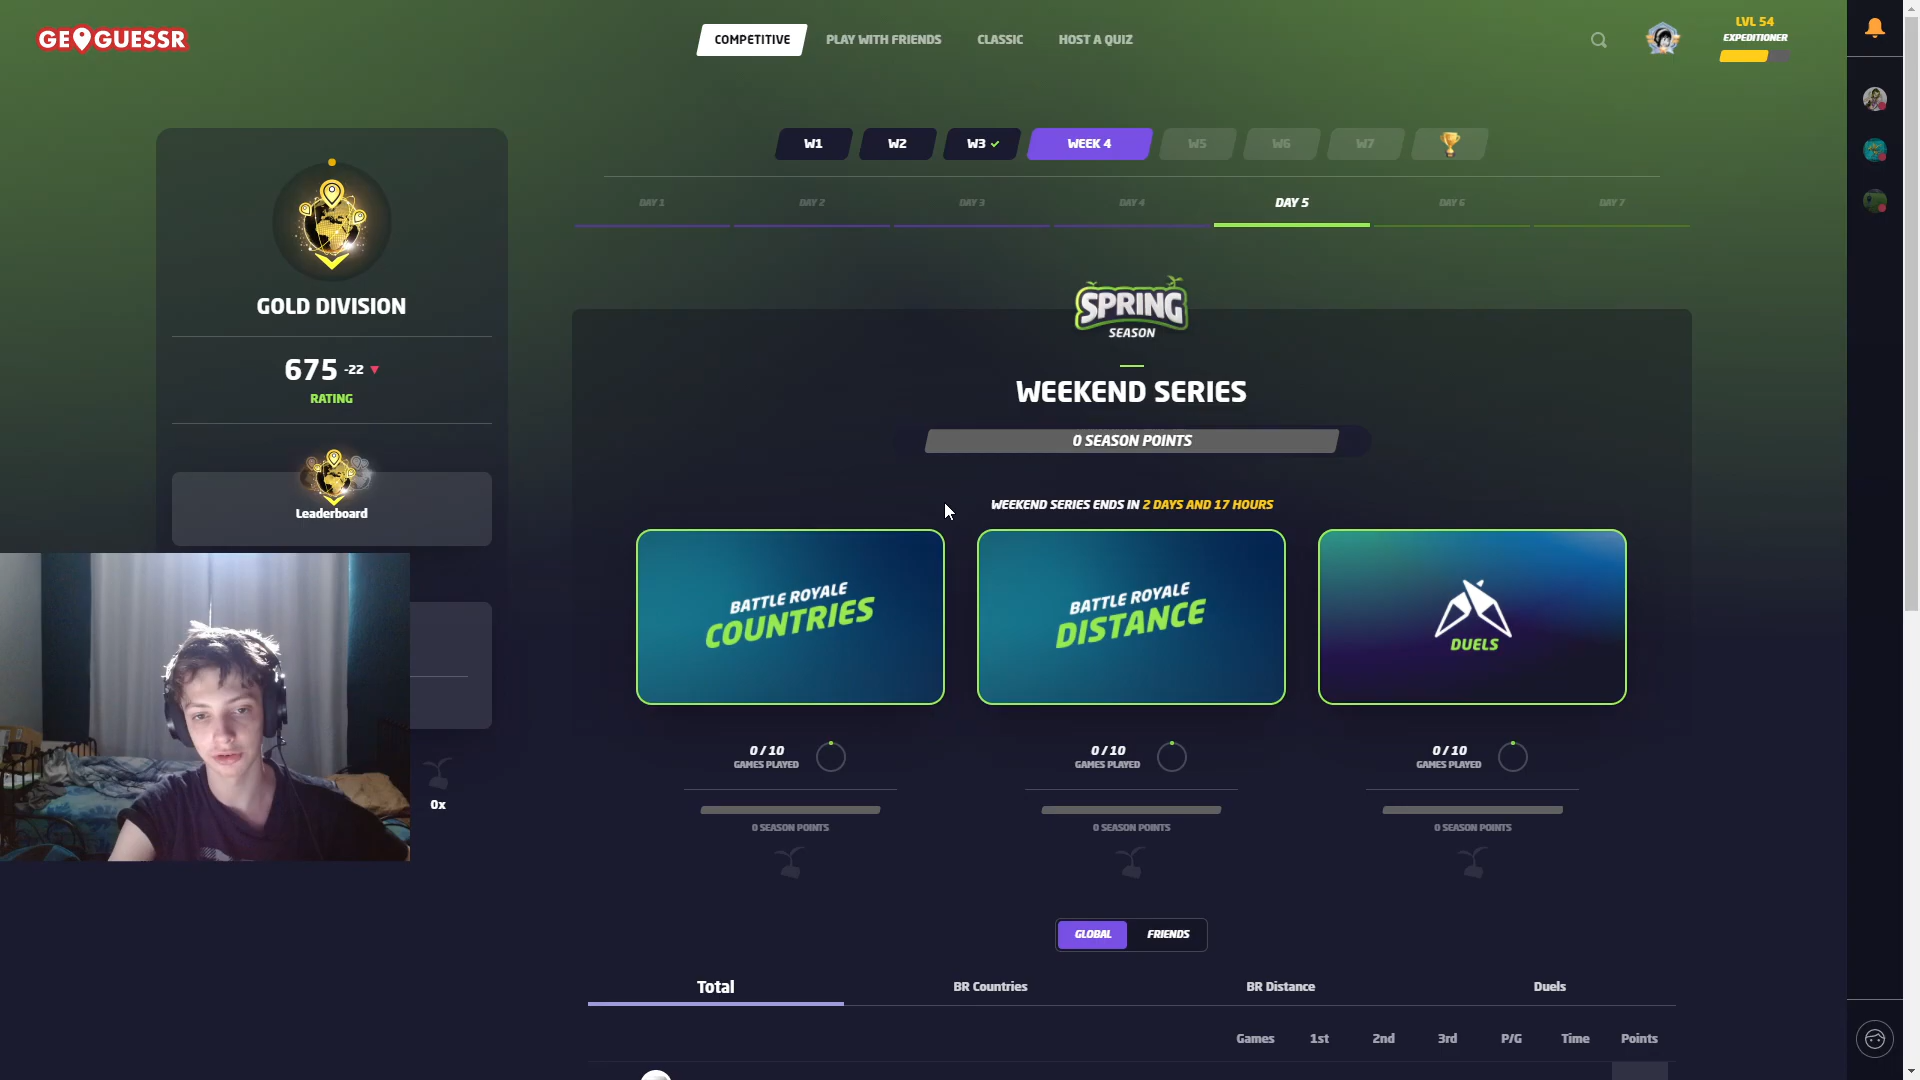 GEOGUESSR
COMPETITIVE
PLAY WITH FRIENDS
CLASSIC
HOST A QUIZ
LVL 54
EXPEDITIONER
W1
W2
W3
WEEK 4
W5
W6
W7
DAY 1
DAY 2
DAY 3
DAY 4
DAY 5
DAY 6
DAY 7
GOLD DIVISION
675 -22
RATING
Leaderboard
0x
SPRING
SEASON
WEEKEND SERIES
0 SEASON POINTS
WEEKEND SERIES ENDS IN 2 DAYS AND 17 HOURS
BATTLE ROYALE
COUNTRIES
BATTLE ROYALE
DISTANCE
DUELS
0 / 10
GAMES PLAYED
0 / 10
GAMES PLAYED
0 / 10
GAMES PLAYED
0 SEASON POINTS
0 SEASON POINTS
0 SEASON POINTS
GLOBAL
FRIENDS
Total
BR Countries
BR Distance
Duels
Games
1st
2nd
3rd
P/G
Time
Points